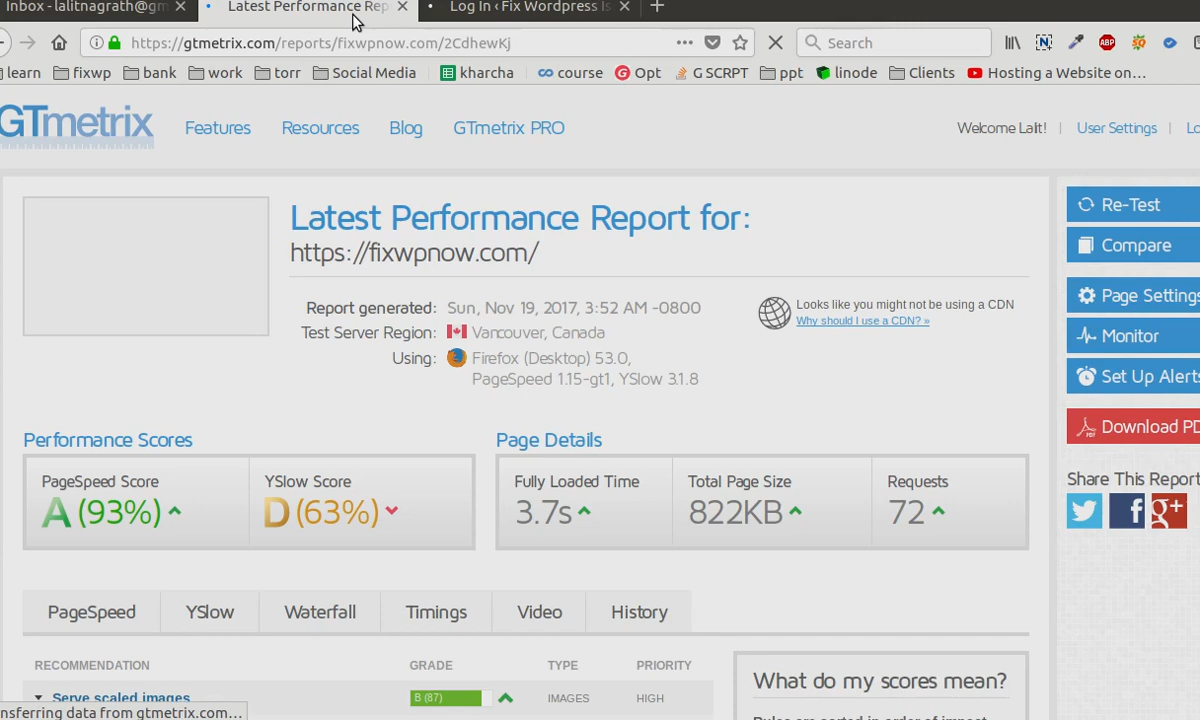 Inbox - lalitnagrath@gm
Latest Performance Rep
Log In ‹ Fix Wordpress Is
https://gtmetrix.com/reports/fixwpnow.com/2CdhewKj
Search
learn fixwp bank work torr Social Media kharcha course Opt G SCRPT ppt linode Clients Hosting a Website on…
GTmetrix Features Resources Blog GTmetrix PRO Welcome Lalit! | User Settings | Lo
Latest Performance Report for:
https://fixwpnow.com/
Report generated: Sun, Nov 19, 2017, 3:52 AM -0800
Test Server Region: Vancouver, Canada
Using: Firefox (Desktop) 53.0,
PageSpeed 1.15-gt1, YSlow 3.1.8
Looks like you might not be using a CDN
Why should I use a CDN? »
Re-Test
Compare
Page Settings
Monitor
Set Up Alerts
Download PD
Share This Report
Performance Scores
PageSpeed Score YSlow Score
A (93%) D (63%)
Page Details
Fully Loaded Time Total Page Size Requests
3.7s 822KB 72
PageSpeed YSlow Waterfall Timings Video History
RECOMMENDATION GRADE TYPE PRIORITY
Serve scaled images B (87) IMAGES HIGH
What do my scores mean?
Rules are sorted in order of impact
nsferring data from gtmetrix.com…